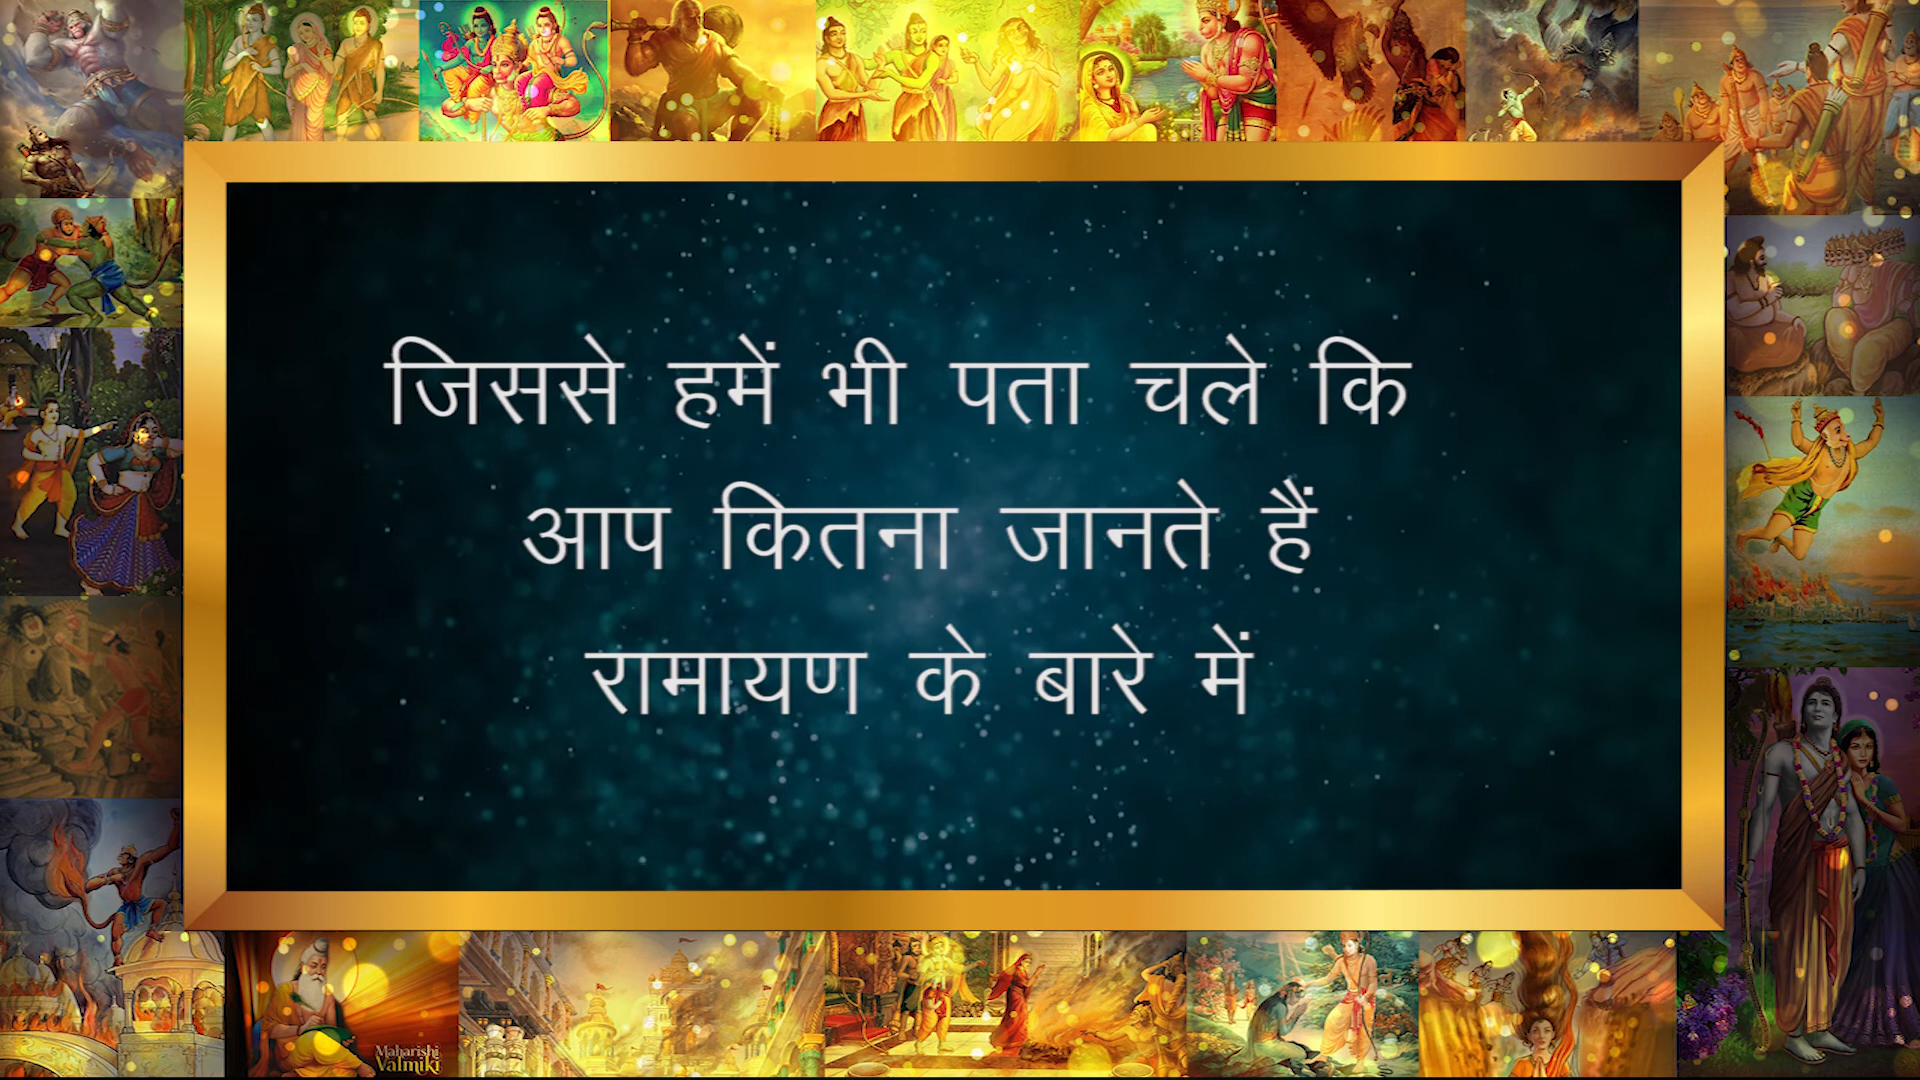 जिससे हमें भी पता चले कि
आप कितना जानते हैं
रामायण के बारे में
Maharishi
Valmiki